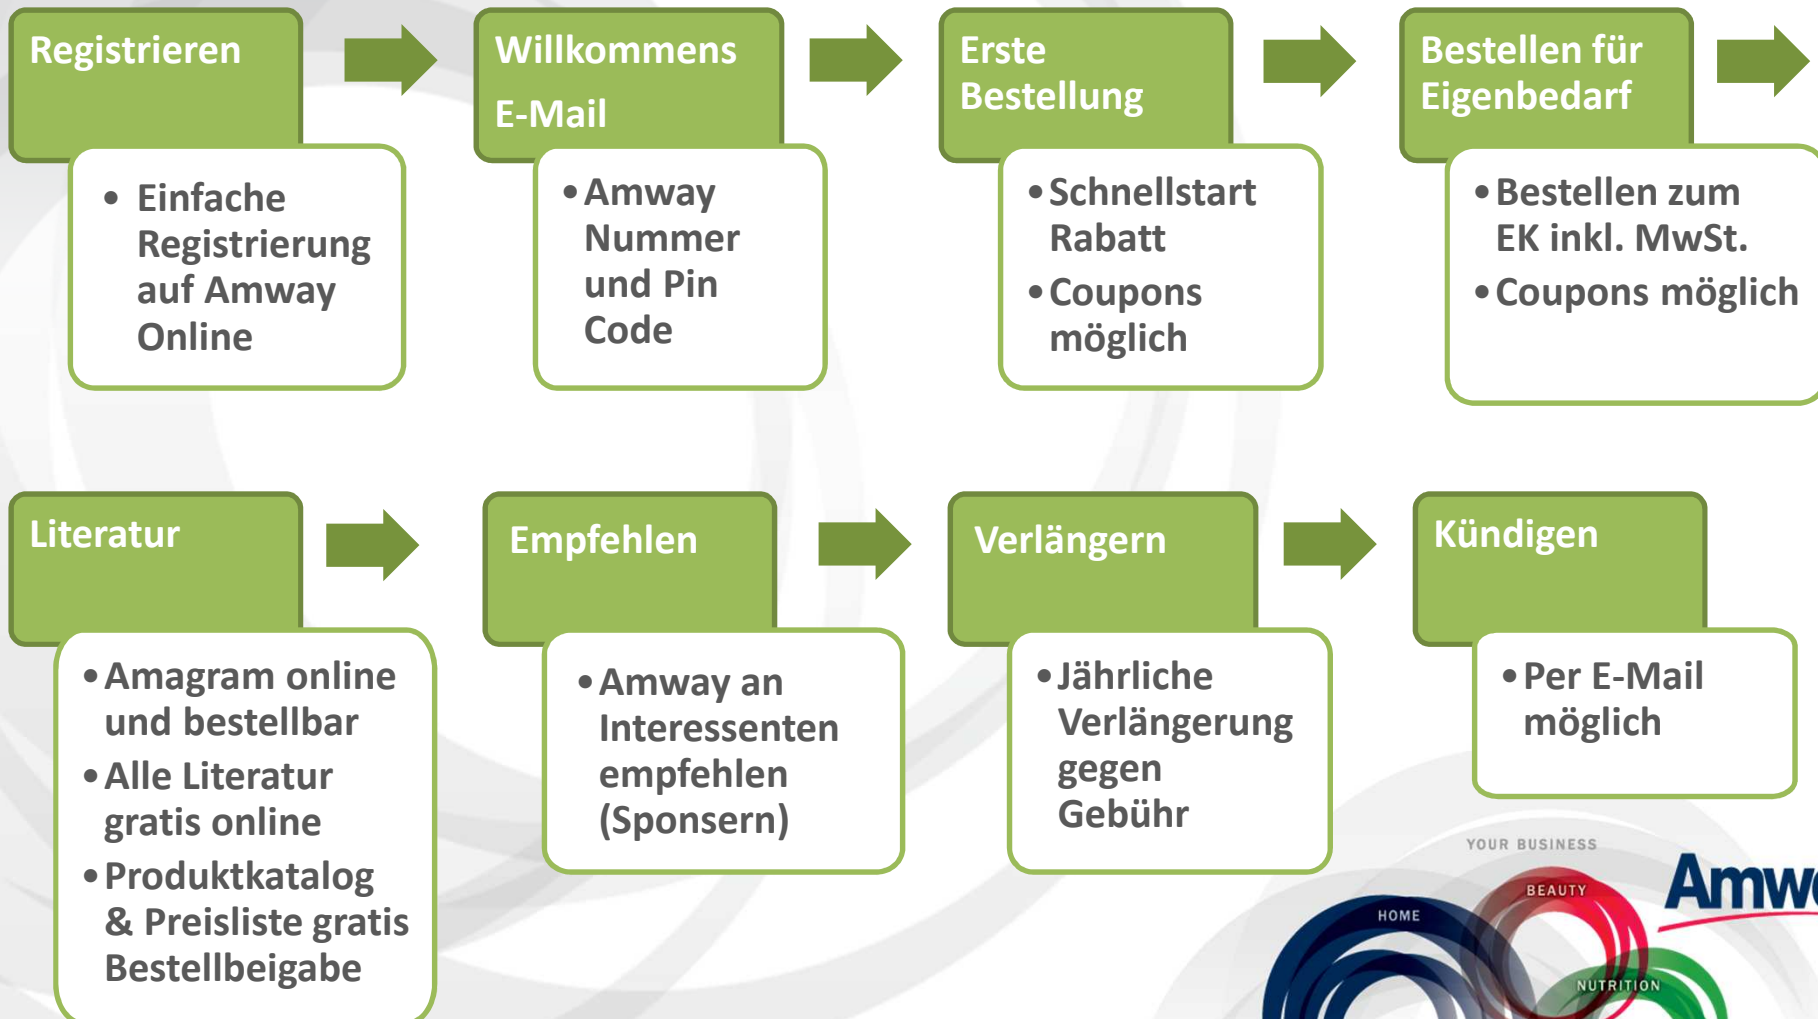 Registrieren
• Einfache
Registrierung
auf Amway
Online
Willkommens
E-Mail
• Amway
Nummer
und Pin
Code
Erste
Bestellung
• Schnellstart
Rabatt
• Coupons
möglich
Bestellen für
Eigenbedarf
• Bestellen zum
EK inkl. MwSt.
• Coupons möglich
Literatur
• Amagram online
und bestellbar
• Alle Literatur
gratis online
• Produktkatalog
& Preisliste gratis
Bestellbeigabe
Empfehlen
• Amway an
Interessenten
empfehlen
(Sponsern)
Verlängern
• Jährliche
Verlängerung
gegen
Gebühr
Kündigen
• Per E-Mail
möglich
YOUR BUSINESS
BEAUTY
HOME
NUTRITION